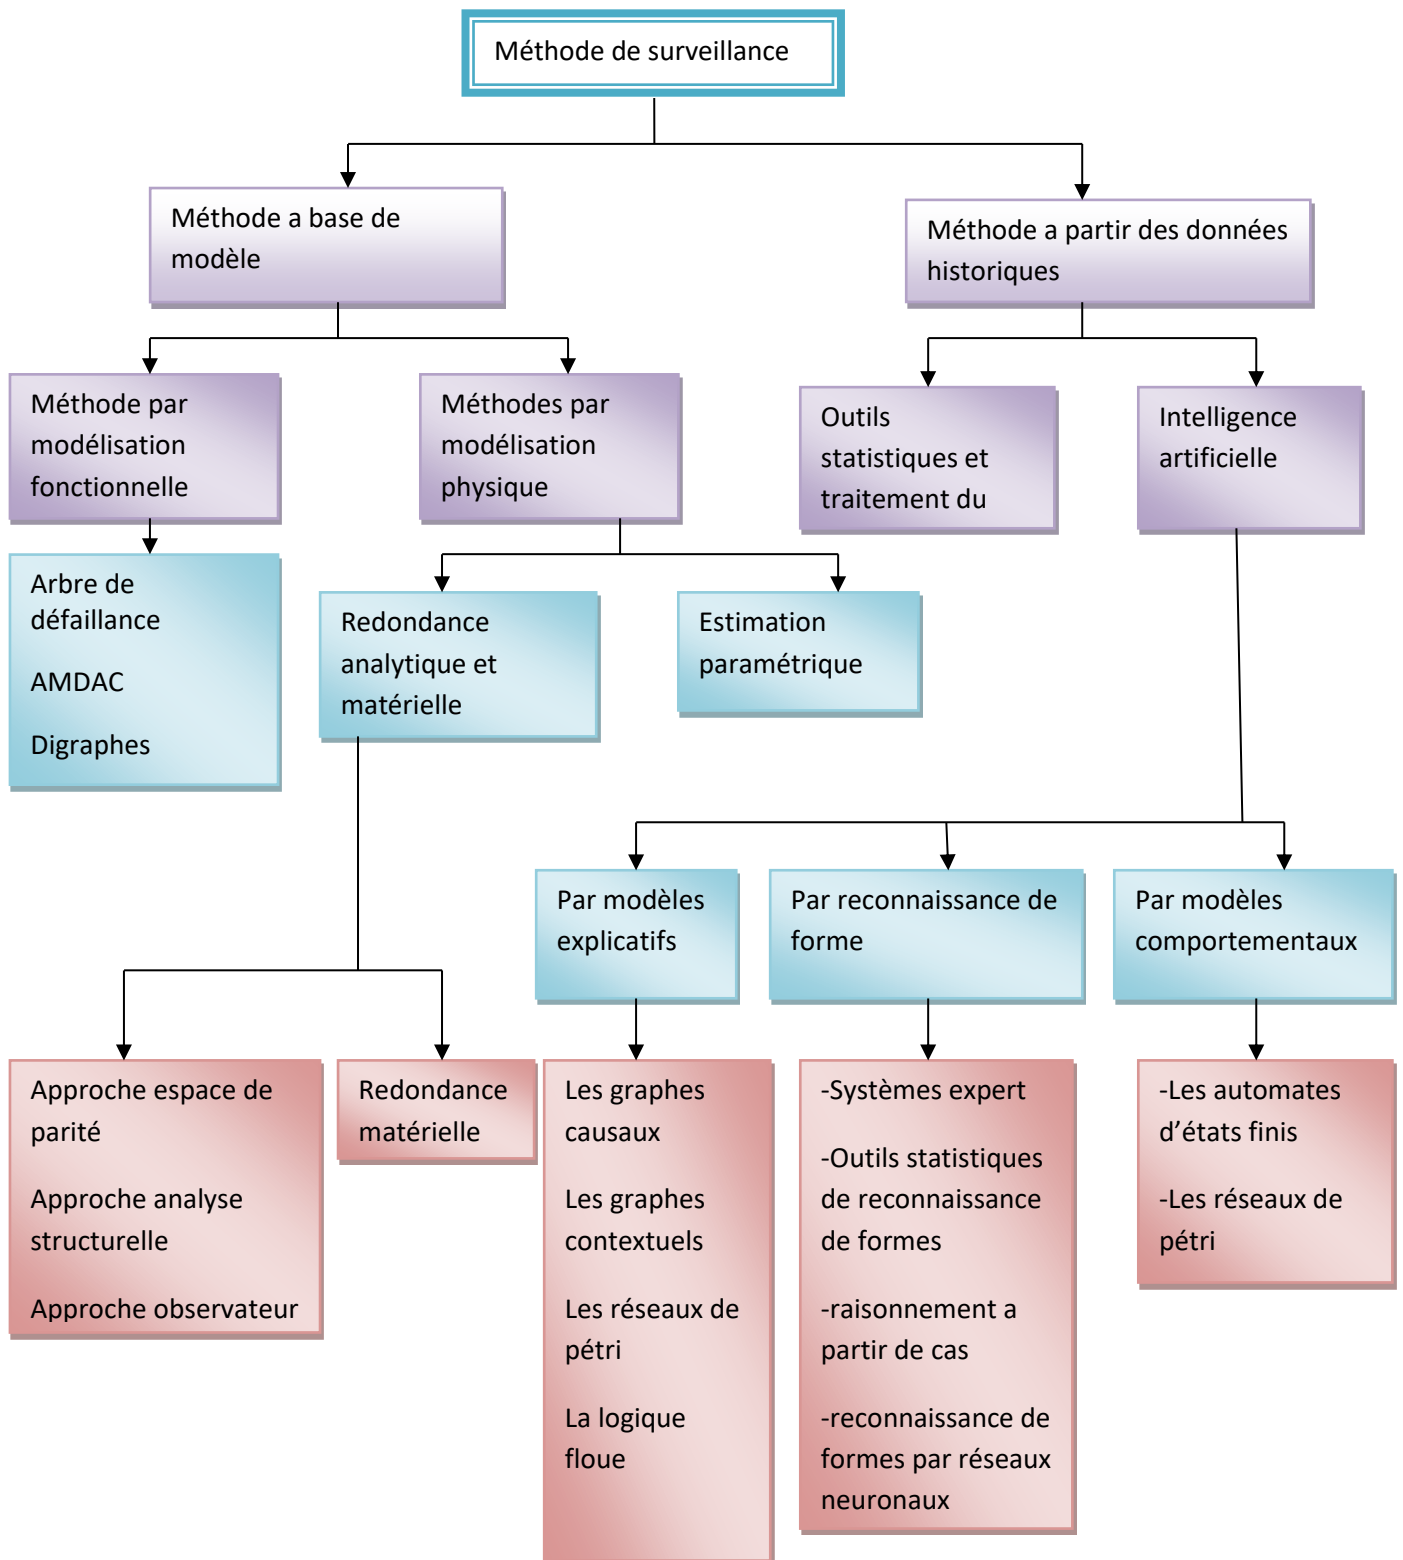 Méthode de surveillance
Méthode a base de
modèle
Méthode a partir des données
historiques
Méthode par
modélisation
fonctionnelle
Méthodes par
modélisation
physique
Outils
statistiques et
traitement du
Intelligence
artificielle
Arbre de
défaillance
AMDAC
Digraphes
Redondance
analytique et
matérielle
Estimation
paramétrique
Par modèles
explicatifs
Par reconnaissance de
forme
Par modèles
comportementaux
Approche espace de
parité
Approche analyse
structurelle
Approche observateur
Redondance
matérielle
Les graphes
causaux
Les graphes
contextuels
Les réseaux de
pétri
La logique
floue
-Systèmes expert
-Outils statistiques
de reconnaissance
de formes
-raisonnement a
partir de cas
-reconnaissance de
formes par réseaux
neuronaux
-Les automates
d’états finis
-Les réseaux de
pétri